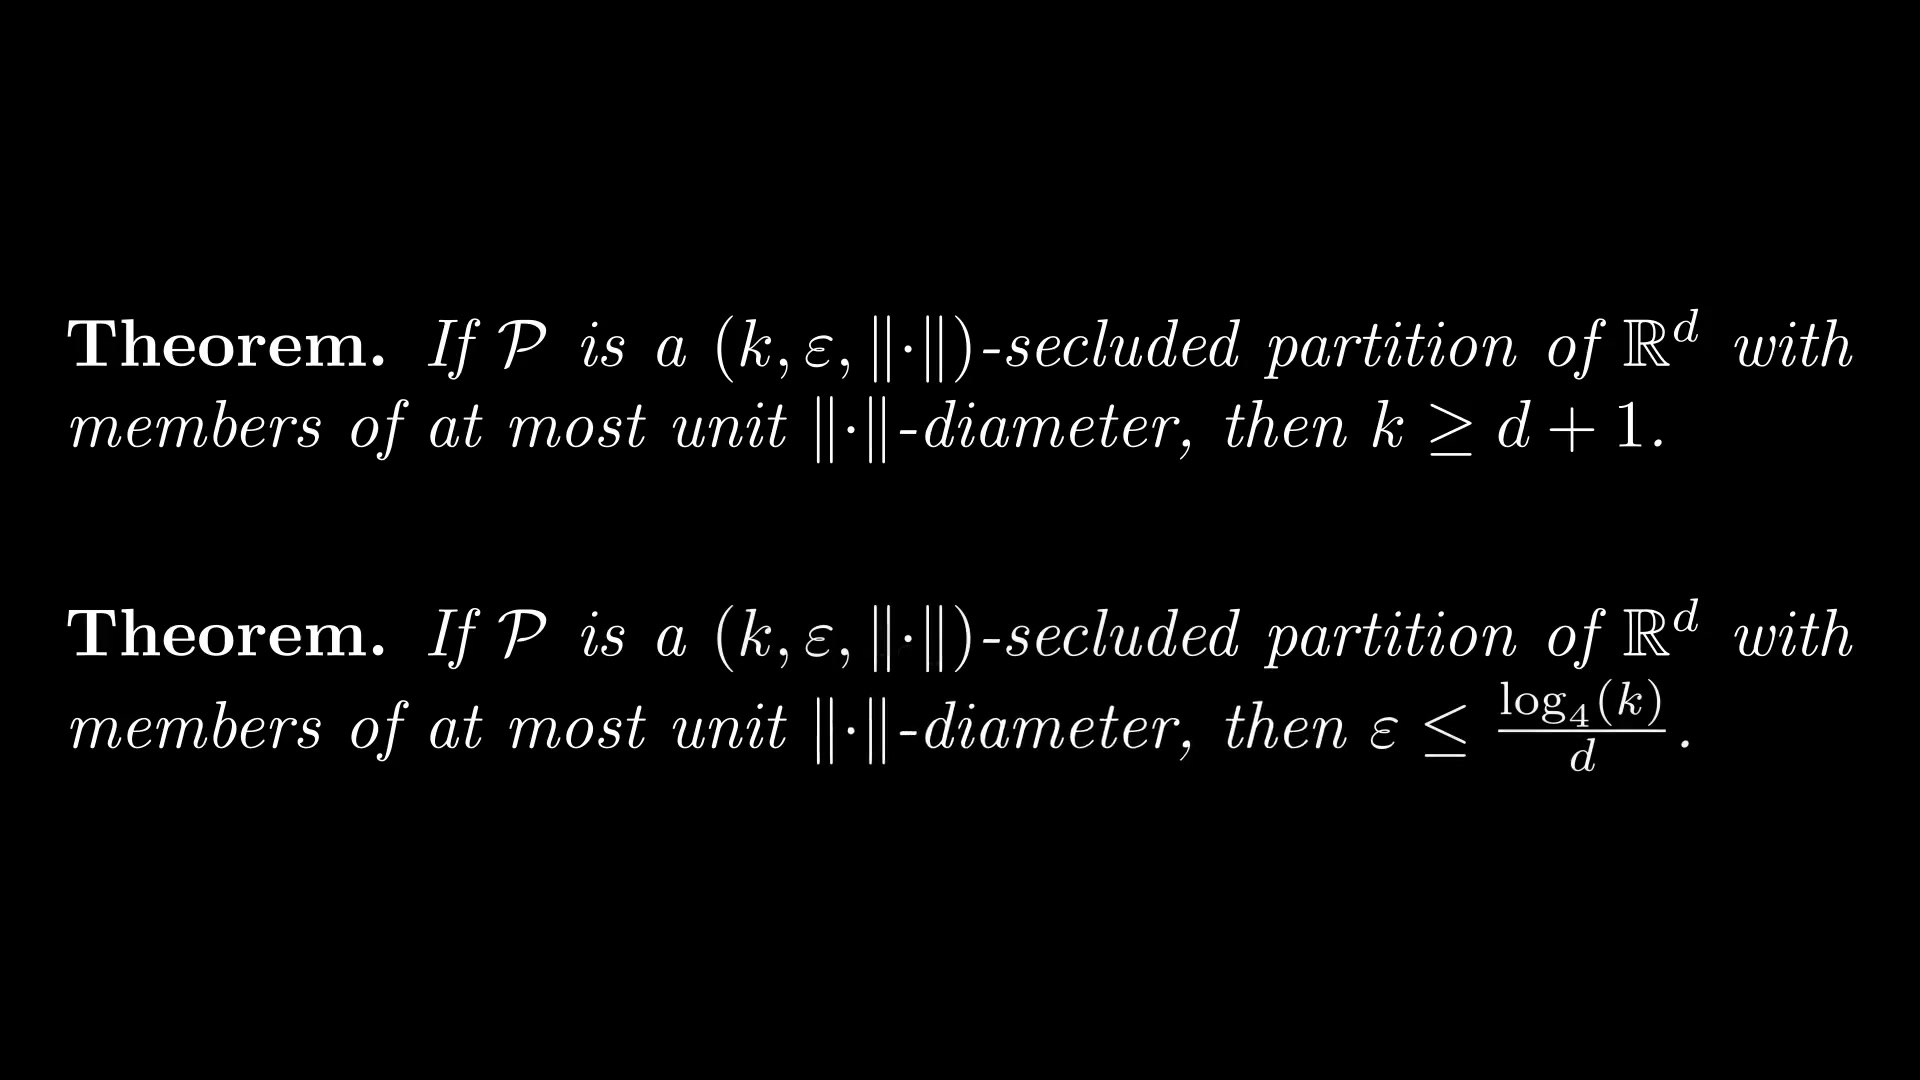 Theorem. If $\mathcal{P}$ is a $(k, \varepsilon, \|\cdot\|)$-secluded partition of $\mathbb{R}^d$ with
members of at most unit $\|\cdot\|$-diameter, then $k \geq d + 1$.
Theorem. If $\mathcal{P}$ is a $(k, \varepsilon, \|\cdot\|)$-secluded partition of $\mathbb{R}^d$ with
members of at most unit $\|\cdot\|$-diameter, then $\varepsilon \leq \frac{\log_4(k)}{d}$.